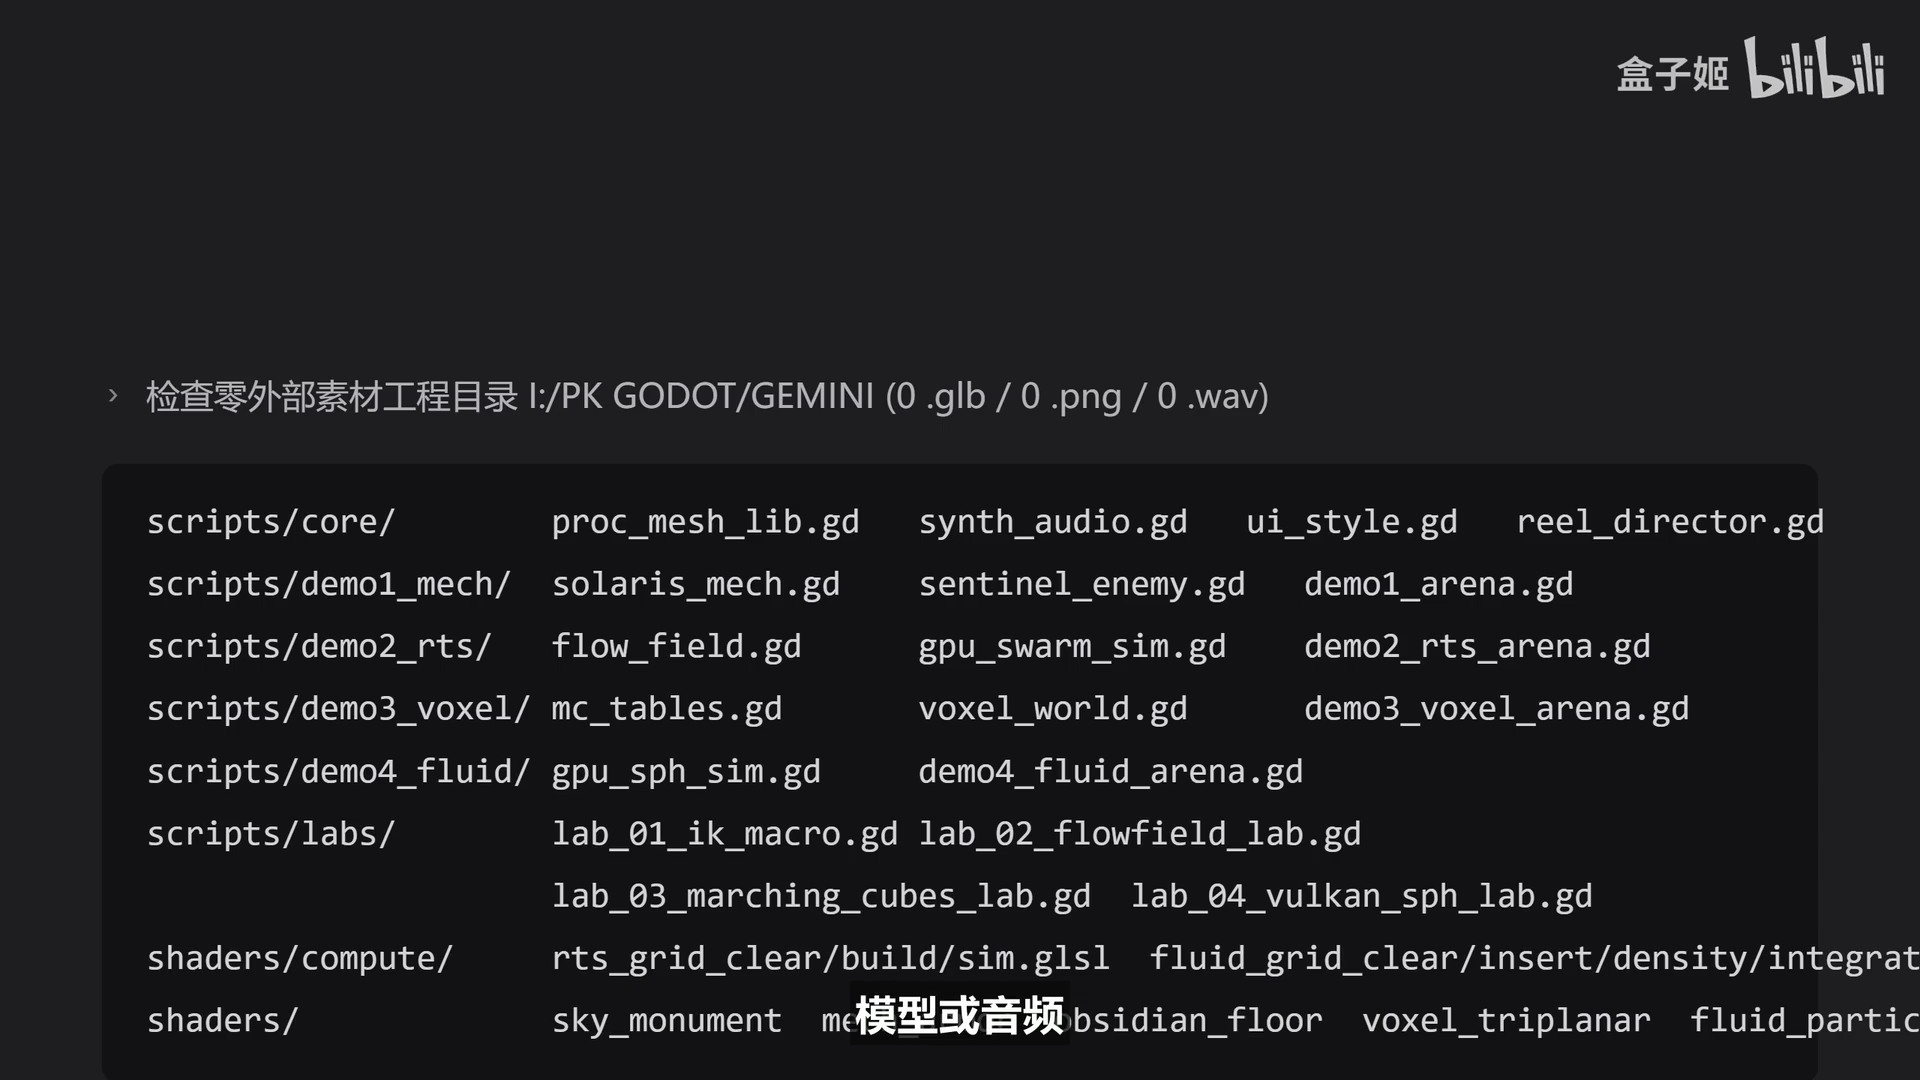 盒子姬 bilibili
› 检查零外部素材工程目录 I:/PK GODOT/GEMINI (0 .glb / 0 .png / 0 .wav)
scripts/core/ proc_mesh_lib.gd synth_audio.gd ui_style.gd reel_director.gd
scripts/demo1_mech/ solaris_mech.gd sentinel_enemy.gd demo1_arena.gd
scripts/demo2_rts/ flow_field.gd gpu_swarm_sim.gd demo2_rts_arena.gd
scripts/demo3_voxel/ mc_tables.gd voxel_world.gd demo3_voxel_arena.gd
scripts/demo4_fluid/ gpu_sph_sim.gd demo4_fluid_arena.gd
scripts/labs/ lab_01_ik_macro.gd lab_02_flowfield_lab.gd
lab_03_marching_cubes_lab.gd lab_04_vulkan_sph_lab.gd
shaders/compute/ rts_grid_clear/build/sim.glsl fluid_grid_clear/insert/density/integrat
shaders/ sky_monument bsidian_floor voxel_triplanar fluid_partic
模型或音频